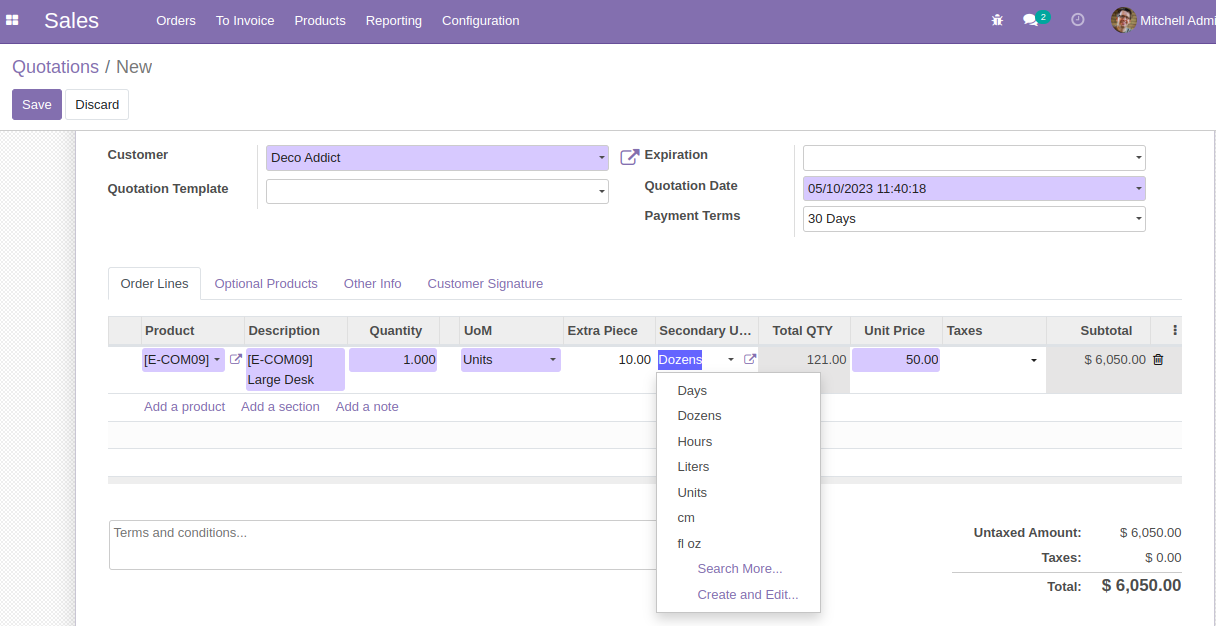 Sales Orders To Invoice Products Reporting Configuration 2 Mitchell Admi
Quotations / New
Save Discard
Customer Deco Addict Expiration
Quotation Template Quotation Date 05/10/2023 11:40:18
Payment Terms 30 Days
Order Lines Optional Products Other Info Customer Signature
Product Description Quantity UoM Extra Piece Secondary U... Total QTY Unit Price Taxes Subtotal
[E-COM09] [E-COM09] 1.000 Units 10.00 Dozens 121.00 50.00 $ 6,050.00
Large Desk
Add a product Add a section Add a note
Days
Dozens
Hours
Liters
Units
cm
fl oz
Search More...
Create and Edit...
Terms and conditions...
Untaxed Amount: $ 6,050.00
Taxes: $ 0.00
Total: $ 6,050.00